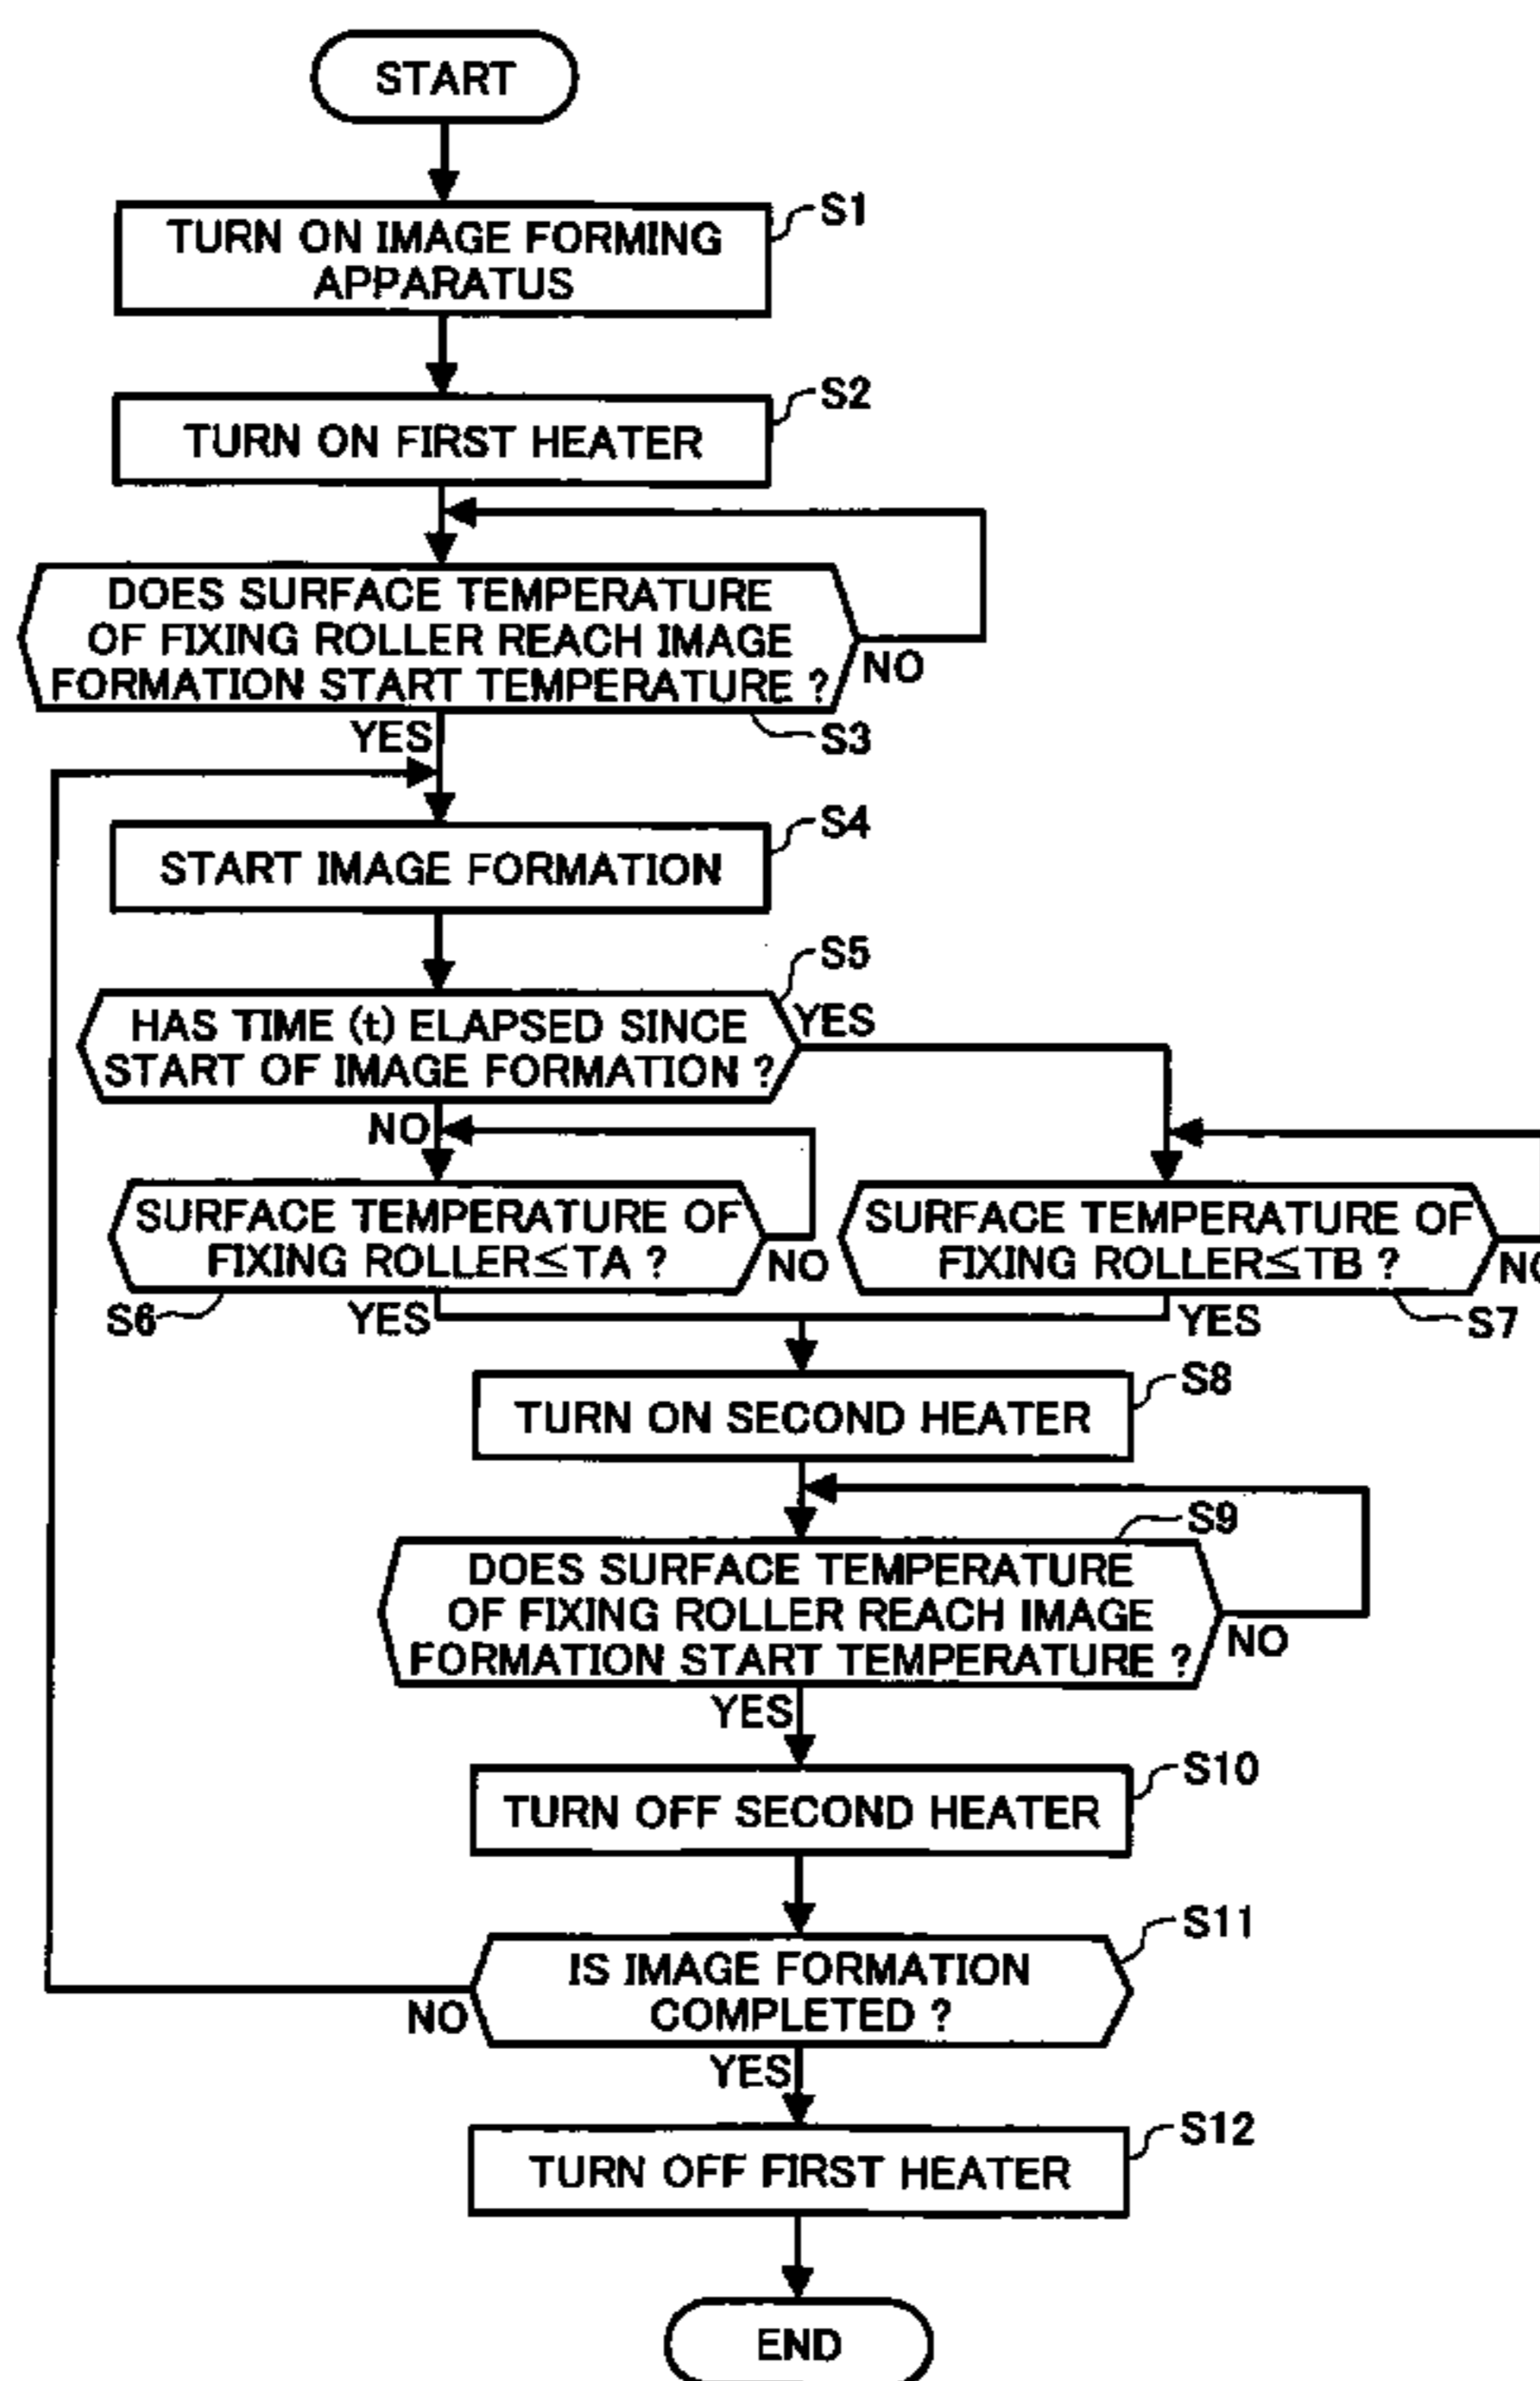 START
TURN ON IMAGE FORMING
APPARATUS
S1
TURN ON FIRST HEATER
S2
DOES SURFACE TEMPERATURE
OF FIXING ROLLER REACH IMAGE
FORMATION START TEMPERATURE ?
NO
YES
S3
START IMAGE FORMATION
S4
HAS TIME (t) ELAPSED SINCE
START OF IMAGE FORMATION ?
S5
YES
NO
SURFACE TEMPERATURE OF
FIXING ROLLER≦TA ?
NO
S6
YES
SURFACE TEMPERATURE OF
FIXING ROLLER≦TB ?
NO
YES
S7
TURN ON SECOND HEATER
S8
S9
DOES SURFACE TEMPERATURE
OF FIXING ROLLER REACH IMAGE
FORMATION START TEMPERATURE ?
NO
YES
TURN OFF SECOND HEATER
S10
IS IMAGE FORMATION
COMPLETED ?
S11
NO
YES
TURN OFF FIRST HEATER
S12
END